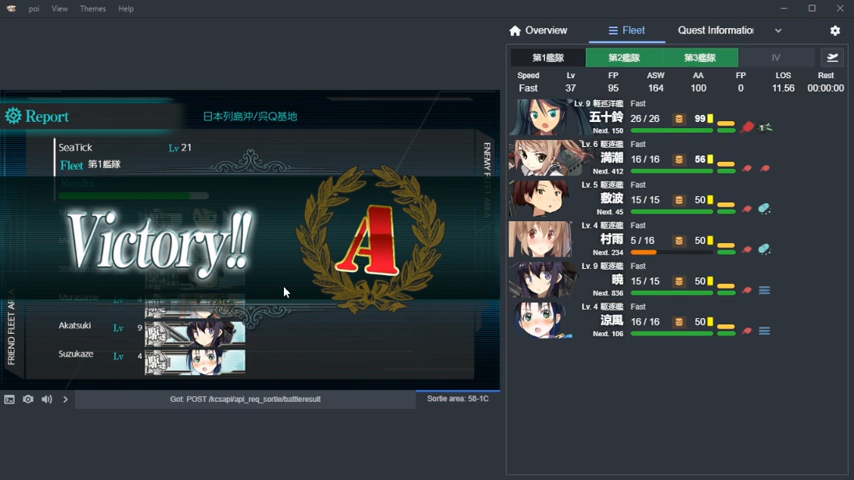 poi View Themes Help
Overview Fleet Quest Information
第1艦隊 第2艦隊 第3艦隊 IV
Speed Lv FP ASW AA FP LOS Rest
Fast 37 95 164 100 0 11.56 00:00:00
Report
日本列島沖/呉Q基地
SeaTick Lv 21
Fleet 第1艦隊
ENEMY FLEET
Victory!!
A
Akatsuki Lv 9
Suzukaze Lv 4
FRIEND FLEET
Lv. 9 軽巡洋艦 Fast
五十鈴 26 / 26 99
Next. 150
Lv. 6 駆逐艦 Fast
満潮 16 / 16 56
Next. 412
Lv. 5 駆逐艦 Fast
敷波 15 / 15 50
Next. 45
Lv. 4 駆逐艦 Fast
村雨 5 / 16 50
Next. 234
Lv. 9 駆逐艦 Fast
暁 15 / 15 50
Next. 836
Lv. 4 駆逐艦 Fast
涼風 16 / 16 50
Next. 106
Got: POST /kcsapi/api_req_sortie/battleresult
Sortie area: 58-1C